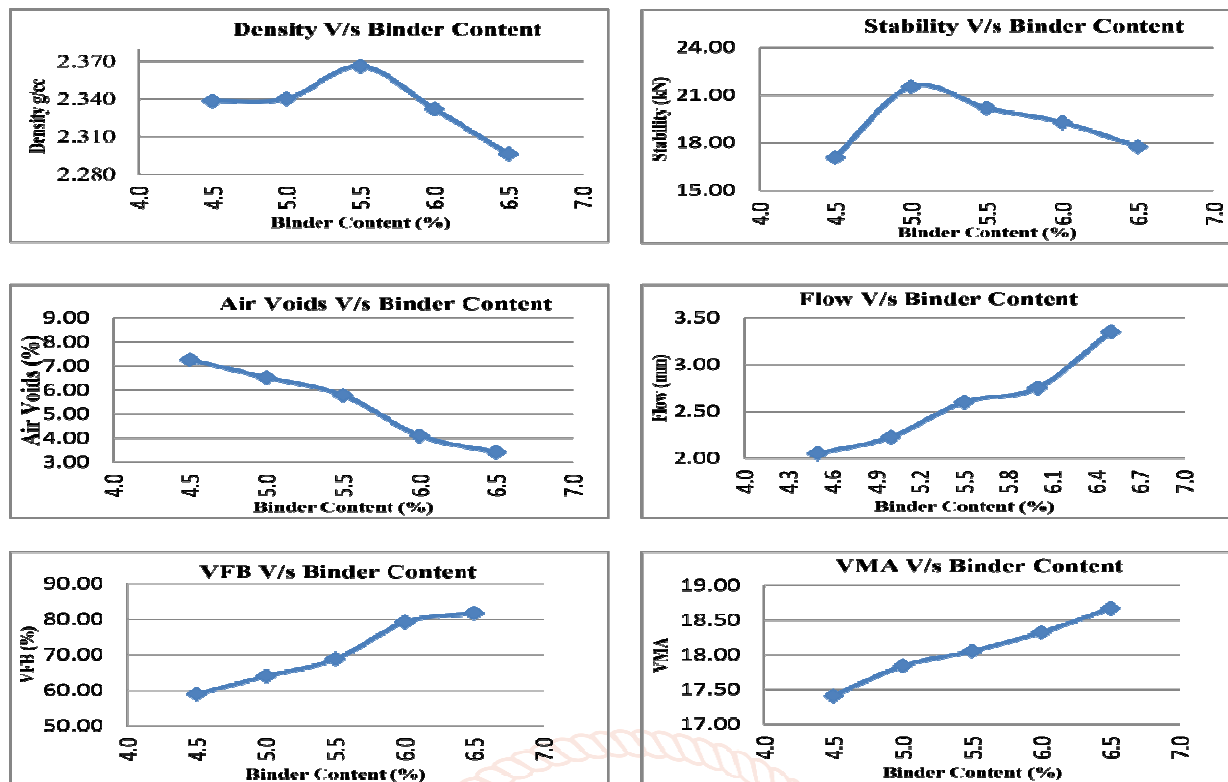 Density V/s Binder Content
Density g/cc
2.370
2.340
2.310
2.280
4.0 4.5 5.0 5.5 6.0 6.5 7.0
Binder Content (%)
Stability V/s Binder Content
Stability (kN)
24.00
21.00
18.00
15.00
4.0 4.5 5.0 5.5 6.0 6.5 7.0
Binder Content (%)
Air Voids V/s Binder Content
Air Voids (%)
9.00
8.00
7.00
6.00
5.00
4.00
3.00
4.0 4.5 5.0 5.5 6.0 6.5 7.0
Binder Content (%)
Flow V/s Binder Content
Flow (mm)
3.50
3.00
2.50
2.00
4.0 4.3 4.6 4.9 5.2 5.5 5.8 6.1 6.4 6.7 7.0
Binder Content (%)
VFB V/s Binder Content
VFB (%)
90.00
80.00
70.00
60.00
50.00
4.0 4.5 5.0 5.5 6.0 6.5 7.0
Binder Content (%)
VMA V/s Binder Content
VMA
19.00
18.50
18.00
17.50
17.00
4.0 4.5 5.0 5.5 6.0 6.5 7.0
Binder Content (%)